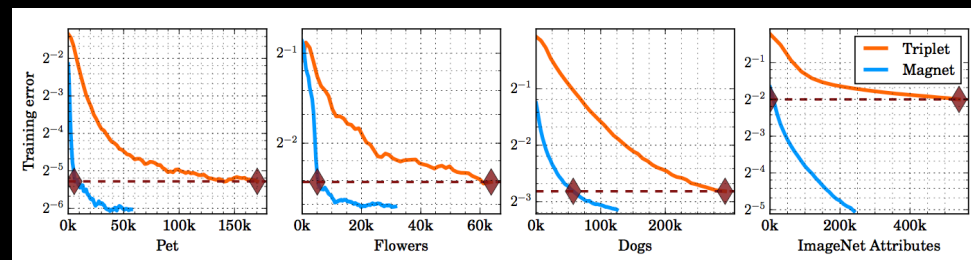 Training error
2^-2
2^-3
2^-4
2^-5
2^-6
0k 50k 100k 150k
Pet
2^-1
2^-2
0k 20k 40k 60k
Flowers
2^-1
2^-2
2^-3
0k 100k 200k
Dogs
Triplet
Magnet
2^-1
2^-2
2^-3
2^-4
2^-5
0k 200k 400k
ImageNet Attributes